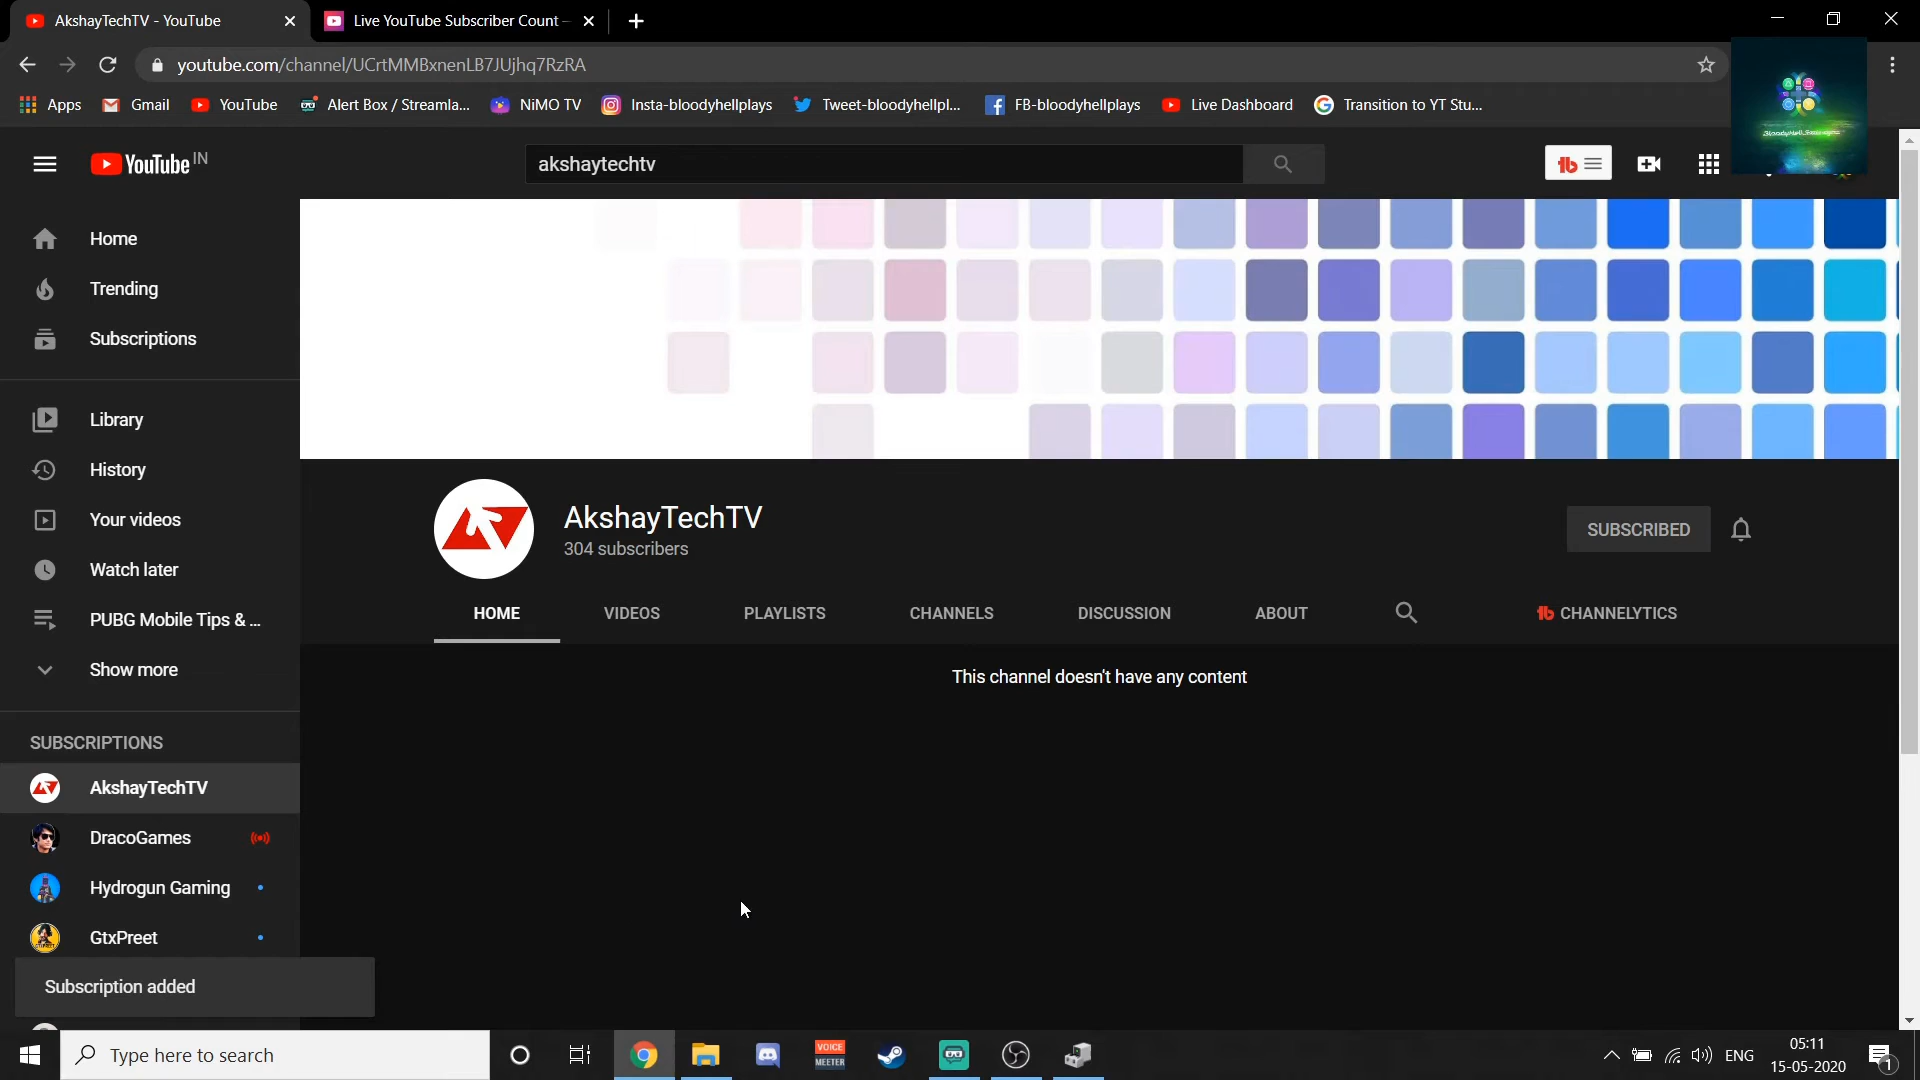 AkshayTechTV - YouTube
Live YouTube Subscriber Count -
youtube.com/channel/UCrtMMBxnenLB7JUjhq7RzRA
Apps
Gmail
YouTube
Alert Box / Streamla...
NiMO TV
Insta-bloodyhellplays
Tweet-bloodyhellpl...
FB-bloodyhellplays
Live Dashboard
Transition to YT Stu...
YouTube IN
akshaytechtv
Home
Trending
Subscriptions
Library
History
Your videos
Watch later
PUBG Mobile Tips & ...
Show more
SUBSCRIPTIONS
AkshayTechTV
DracoGames
Hydrogun Gaming
GtxPreet
Subscription added
AkshayTechTV
304 subscribers
SUBSCRIBED
HOME
VIDEOS
PLAYLISTS
CHANNELS
DISCUSSION
ABOUT
CHANNELYTICS
This channel doesn't have any content
Type here to search
VOICE
MEETER
ENG
05:11
15-05-2020
1